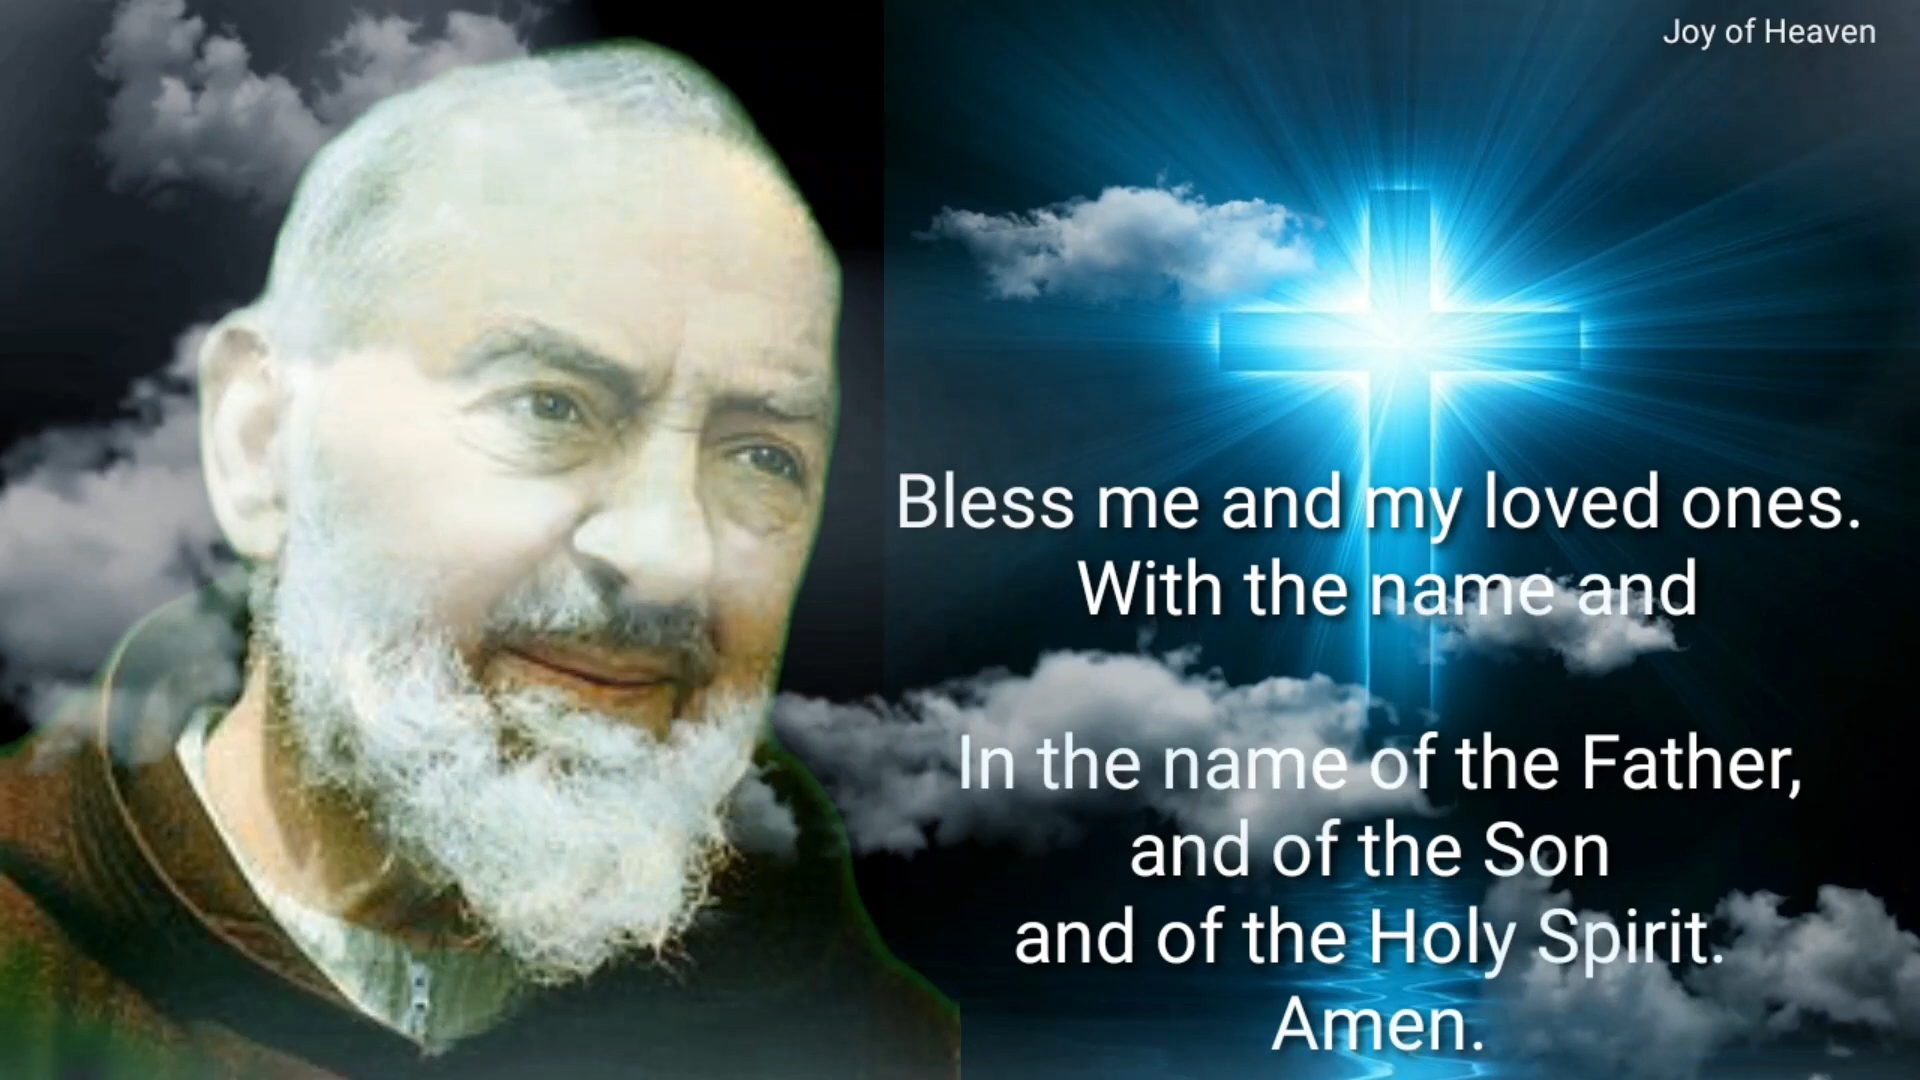 Joy of Heaven
Bless me and my loved ones.
With the name and
In the name of the Father,
and of the Son
and of the Holy Spirit.
Amen.